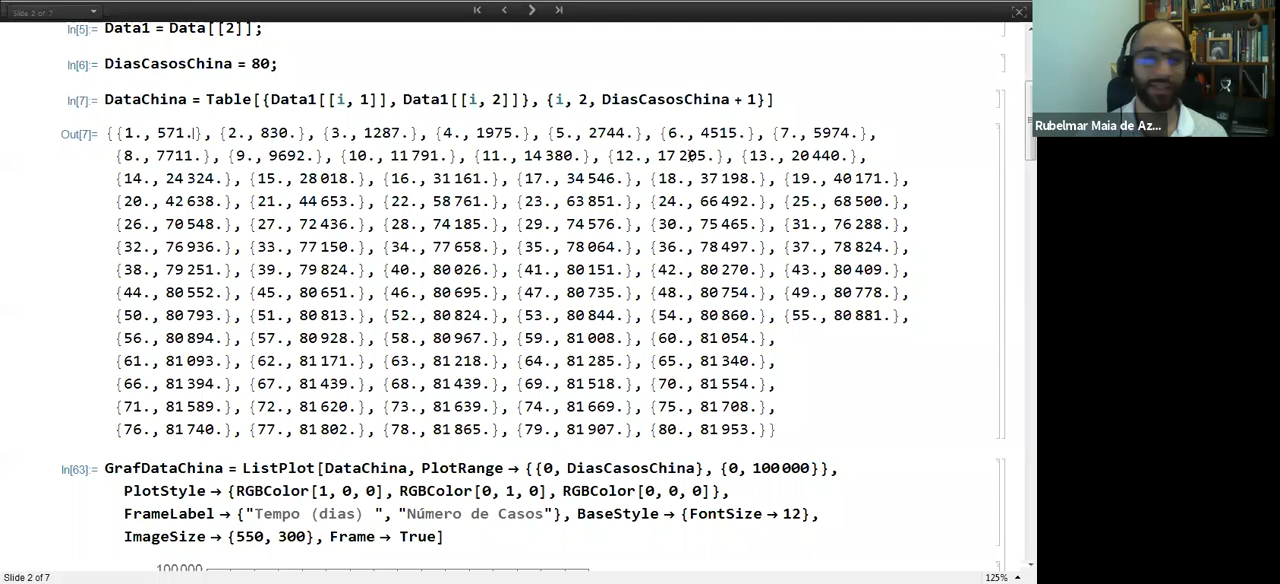 Slide 2 of 7
In[5]:= Data1 = Data[[2]];
In[6]:= DiasCasosChina = 80;
In[7]:= DataChina = Table[{Data1[[i, 1]], Data1[[i, 2]]}, {i, 2, DiasCasosChina + 1}]
Out[7]= {{1., 571.}, {2., 830.}, {3., 1287.}, {4., 1975.}, {5., 2744.}, {6., 4515.}, {7., 5974.},
{8., 7711.}, {9., 9692.}, {10., 11791.}, {11., 14380.}, {12., 17205.}, {13., 20440.},
{14., 24324.}, {15., 28018.}, {16., 31161.}, {17., 34546.}, {18., 37198.}, {19., 40171.},
{20., 42638.}, {21., 44653.}, {22., 58761.}, {23., 63851.}, {24., 66492.}, {25., 68500.},
{26., 70548.}, {27., 72436.}, {28., 74185.}, {29., 74576.}, {30., 75465.}, {31., 76288.},
{32., 76936.}, {33., 77150.}, {34., 77658.}, {35., 78064.}, {36., 78497.}, {37., 78824.},
{38., 79251.}, {39., 79824.}, {40., 80026.}, {41., 80151.}, {42., 80270.}, {43., 80409.},
{44., 80552.}, {45., 80651.}, {46., 80695.}, {47., 80735.}, {48., 80754.}, {49., 80778.},
{50., 80793.}, {51., 80813.}, {52., 80824.}, {53., 80844.}, {54., 80860.}, {55., 80881.},
{56., 80894.}, {57., 80928.}, {58., 80967.}, {59., 81008.}, {60., 81054.},
{61., 81093.}, {62., 81171.}, {63., 81218.}, {64., 81285.}, {65., 81340.},
{66., 81394.}, {67., 81439.}, {68., 81439.}, {69., 81518.}, {70., 81554.},
{71., 81589.}, {72., 81620.}, {73., 81639.}, {74., 81669.}, {75., 81708.},
{76., 81740.}, {77., 81802.}, {78., 81865.}, {79., 81907.}, {80., 81953.}}
In[63]:= GrafDataChina = ListPlot[DataChina, PlotRange → {{0, DiasCasosChina}, {0, 100000}},
PlotStyle → {RGBColor[1, 0, 0], RGBColor[0, 1, 0], RGBColor[0, 0, 0]},
FrameLabel → {"Tempo (dias) ", "Número de Casos"}, BaseStyle → {FontSize → 12},
ImageSize → {550, 300}, Frame → True]
100000
Slide 2 of 7
125%
Rubelmar Maia de Az...